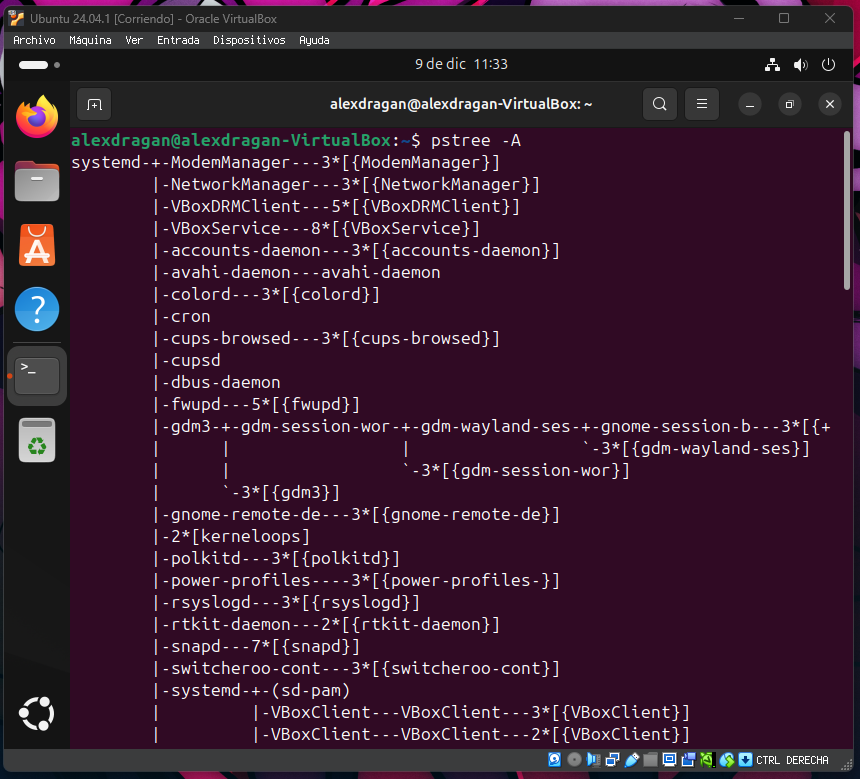 Ubuntu 24.04.1 [Corriendo] - Oracle VirtualBox
Archivo Máquina Ver Entrada Dispositivos Ayuda
9 de dic 11:33
alexdragan@alexdragan-VirtualBox: ~
alexdragan@alexdragan-VirtualBox:~$ pstree -A
systemd-+-ModemManager---3*[{ModemManager}]
        |-NetworkManager---3*[{NetworkManager}]
        |-VBoxDRMClient---5*[{VBoxDRMClient}]
        |-VBoxService---8*[{VBoxService}]
        |-accounts-daemon---3*[{accounts-daemon}]
        |-avahi-daemon---avahi-daemon
        |-colord---3*[{colord}]
        |-cron
        |-cups-browsed---3*[{cups-browsed}]
        |-cupsd
        |-dbus-daemon
        |-fwupd---5*[{fwupd}]
        |-gdm3-+-gdm-session-wor-+-gdm-wayland-ses-+-gnome-session-b---3*[{+
        |      |                 |                 `-3*[{gdm-wayland-ses}]
        |      |                 `-3*[{gdm-session-wor}]
        |      `-3*[{gdm3}]
        |-gnome-remote-de---3*[{gnome-remote-de}]
        |-2*[kerneloops]
        |-polkitd---3*[{polkitd}]
        |-power-profiles----3*[{power-profiles-}]
        |-rsyslogd---3*[{rsyslogd}]
        |-rtkit-daemon---2*[{rtkit-daemon}]
        |-snapd---7*[{snapd}]
        |-switcheroo-cont---3*[{switcheroo-cont}]
        |-systemd-+-(sd-pam)
        |         |-VBoxClient---VBoxClient---3*[{VBoxClient}]
        |         |-VBoxClient---VBoxClient---2*[{VBoxClient}]
CTRL DERECHA